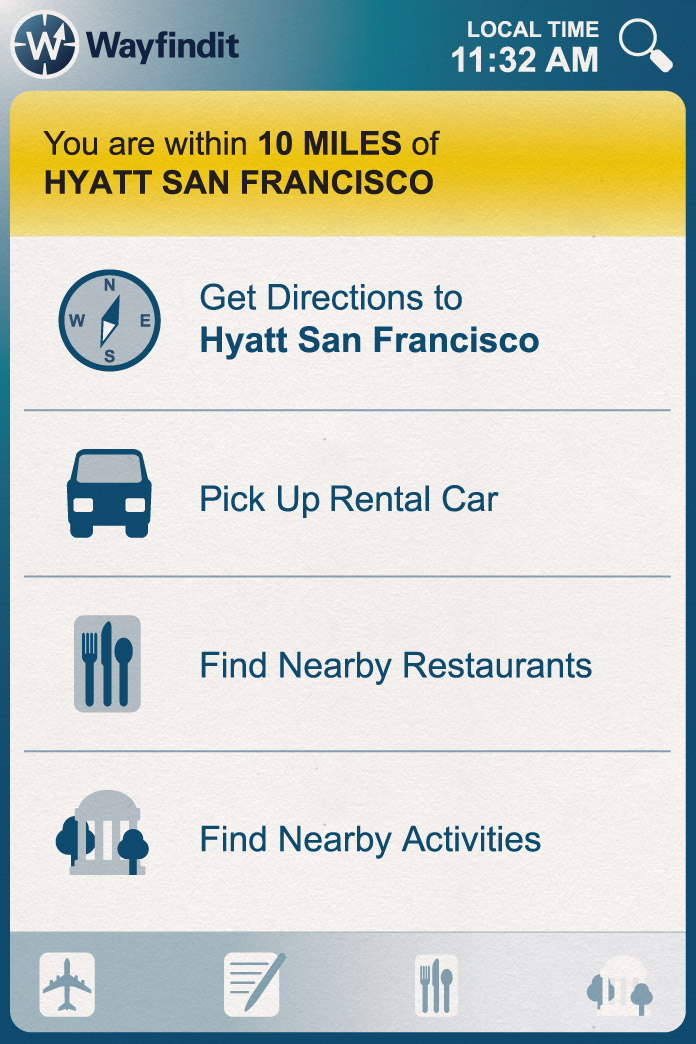 W Wayfindit
LOCAL TIME
11:32 AM
You are within 10 MILES of
HYATT SAN FRANCISCO
N
W E
S
Get Directions to
Hyatt San Francisco
Pick Up Rental Car
Find Nearby Restaurants
Find Nearby Activities